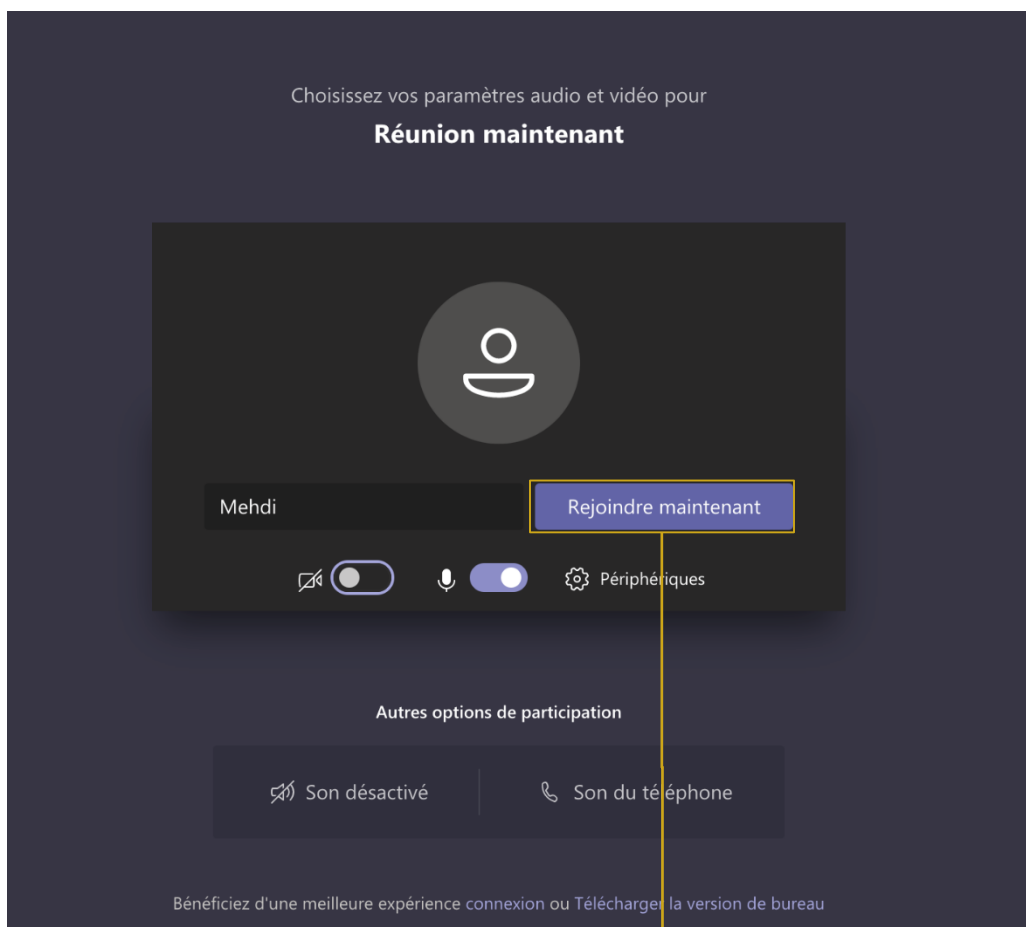 Choisissez vos paramètres audio et vidéo pour
Réunion maintenant
Mehdi
Rejoindre maintenant
Périphériques
Autres options de participation
Son désactivé
Son du téléphone
Bénéficiez d'une meilleure expérience connexion ou Télécharger la version de bureau